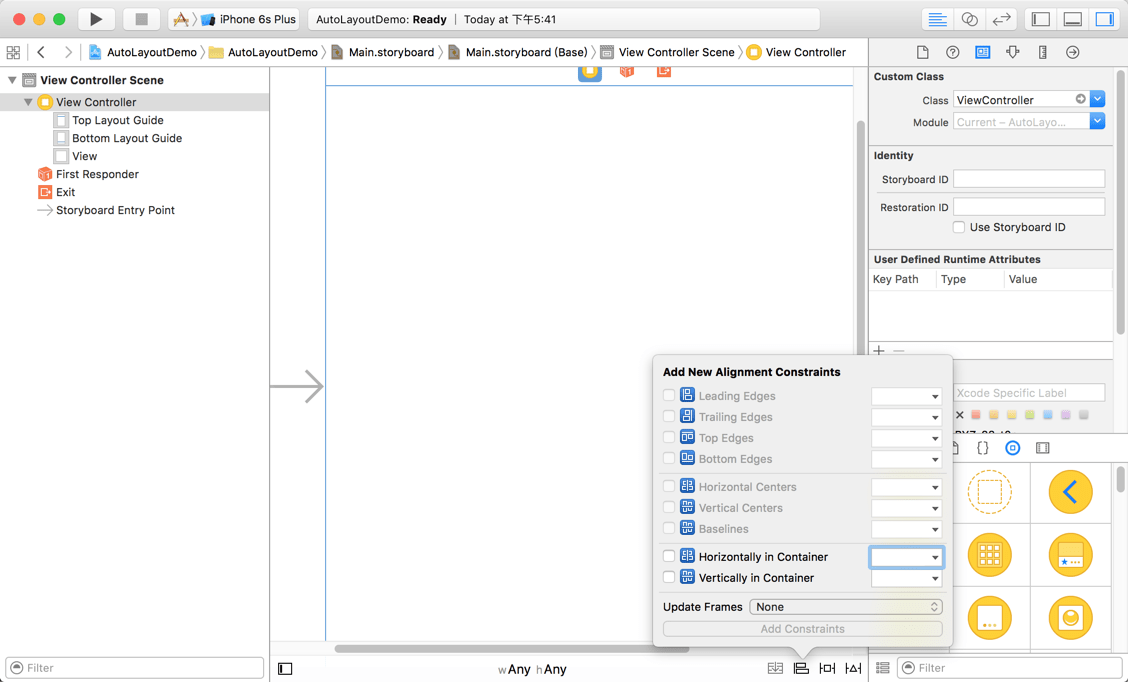 iPhone 6s Plus
AutoLayoutDemo: Ready | Today at 下午5:41
AutoLayoutDemo
AutoLayoutDemo
Main.storyboard
Main.storyboard (Base)
View Controller Scene
View Controller
View Controller Scene
View Controller
Top Layout Guide
Bottom Layout Guide
View
First Responder
Exit
Storyboard Entry Point
Filter
wAny hAny
Add New Alignment Constraints
Leading Edges
Trailing Edges
Top Edges
Bottom Edges
Horizontal Centers
Vertical Centers
Baselines
Horizontally in Container
Vertically in Container
Update Frames None
Add Constraints
Custom Class
Class ViewController
Module Current – AutoLayo...
Identity
Storyboard ID
Restoration ID
Use Storyboard ID
User Defined Runtime Attributes
Key Path Type Value
Xcode Specific Label
Filter